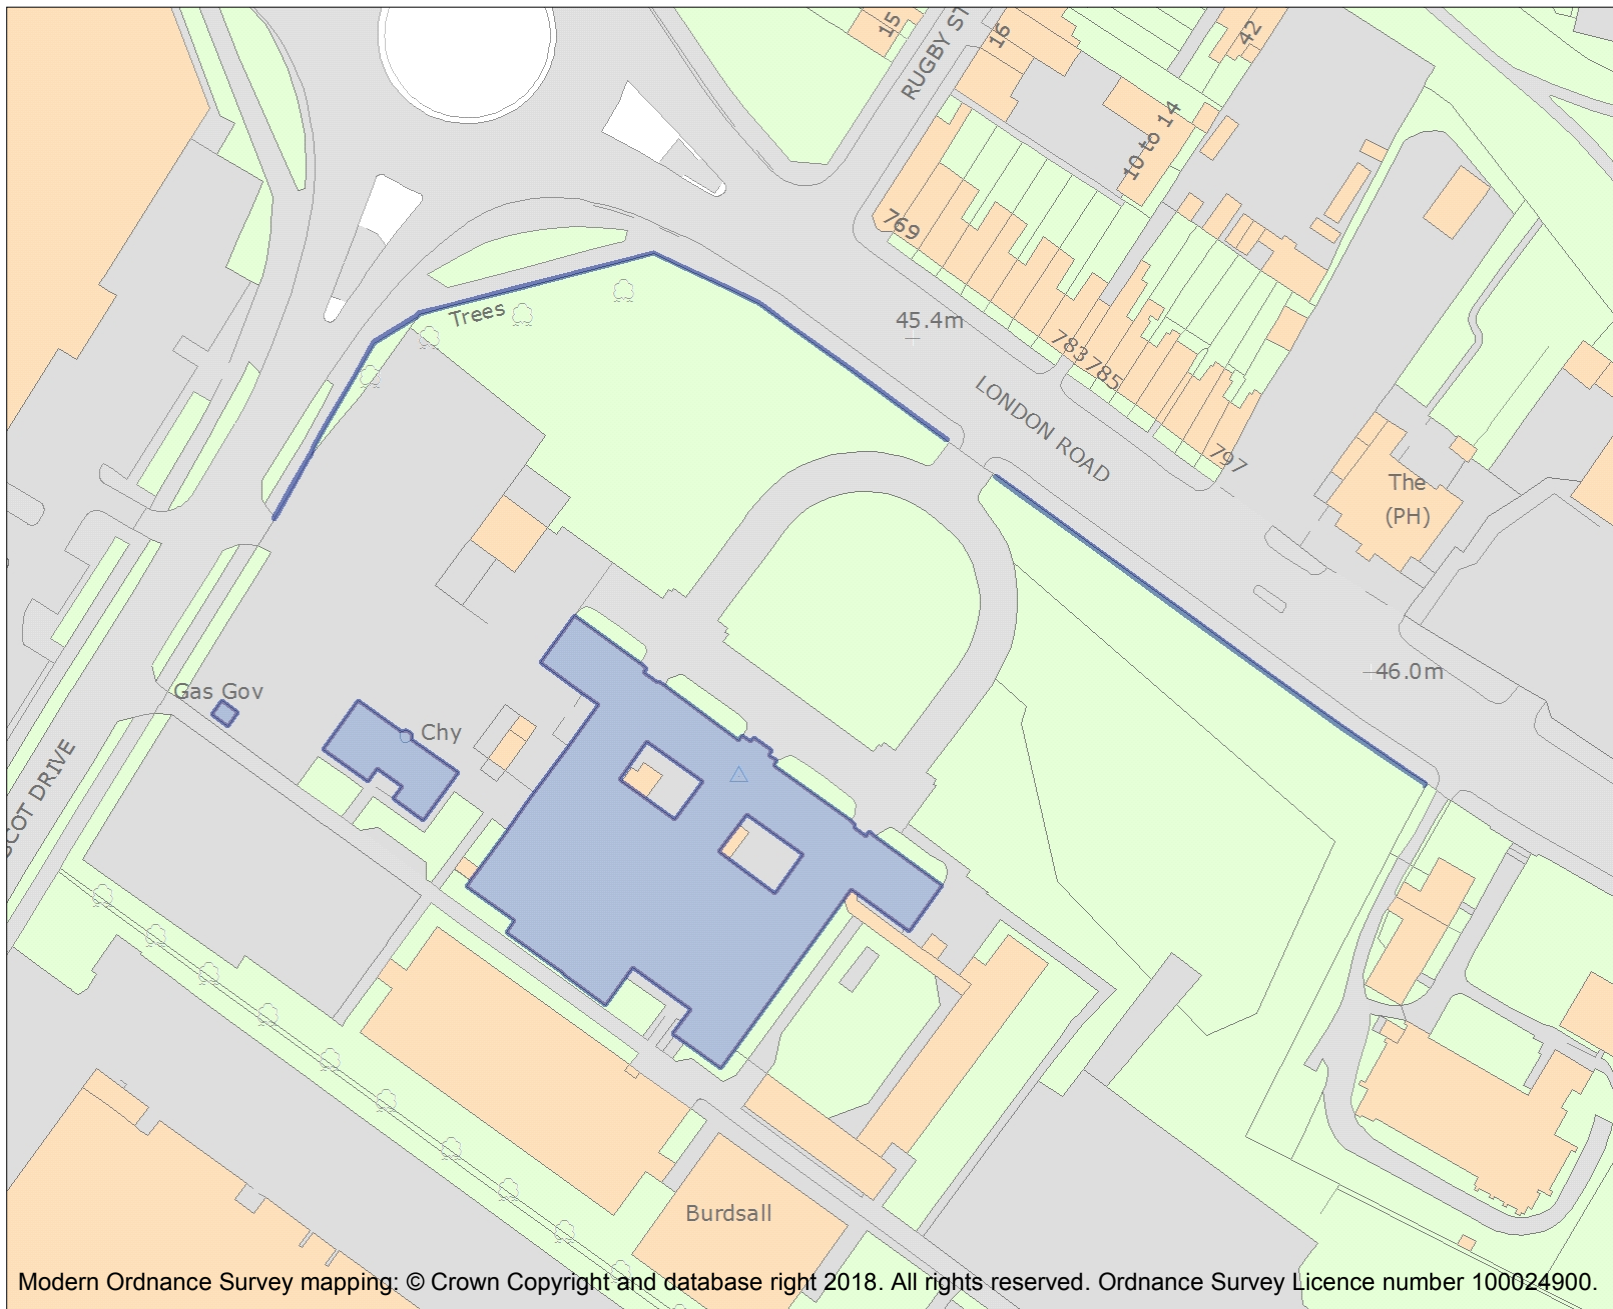 15
RUGBY ST
16
42
10 to 14
769
Trees
45.4m
783
785
LONDON ROAD
797
The
(PH)
46.0m
Gas Gov
Chy
COT DRIVE
Burdsall
Modern Ordnance Survey mapping: © Crown Copyright and database right 2018. All rights reserved. Ordnance Survey Licence number 100024900.